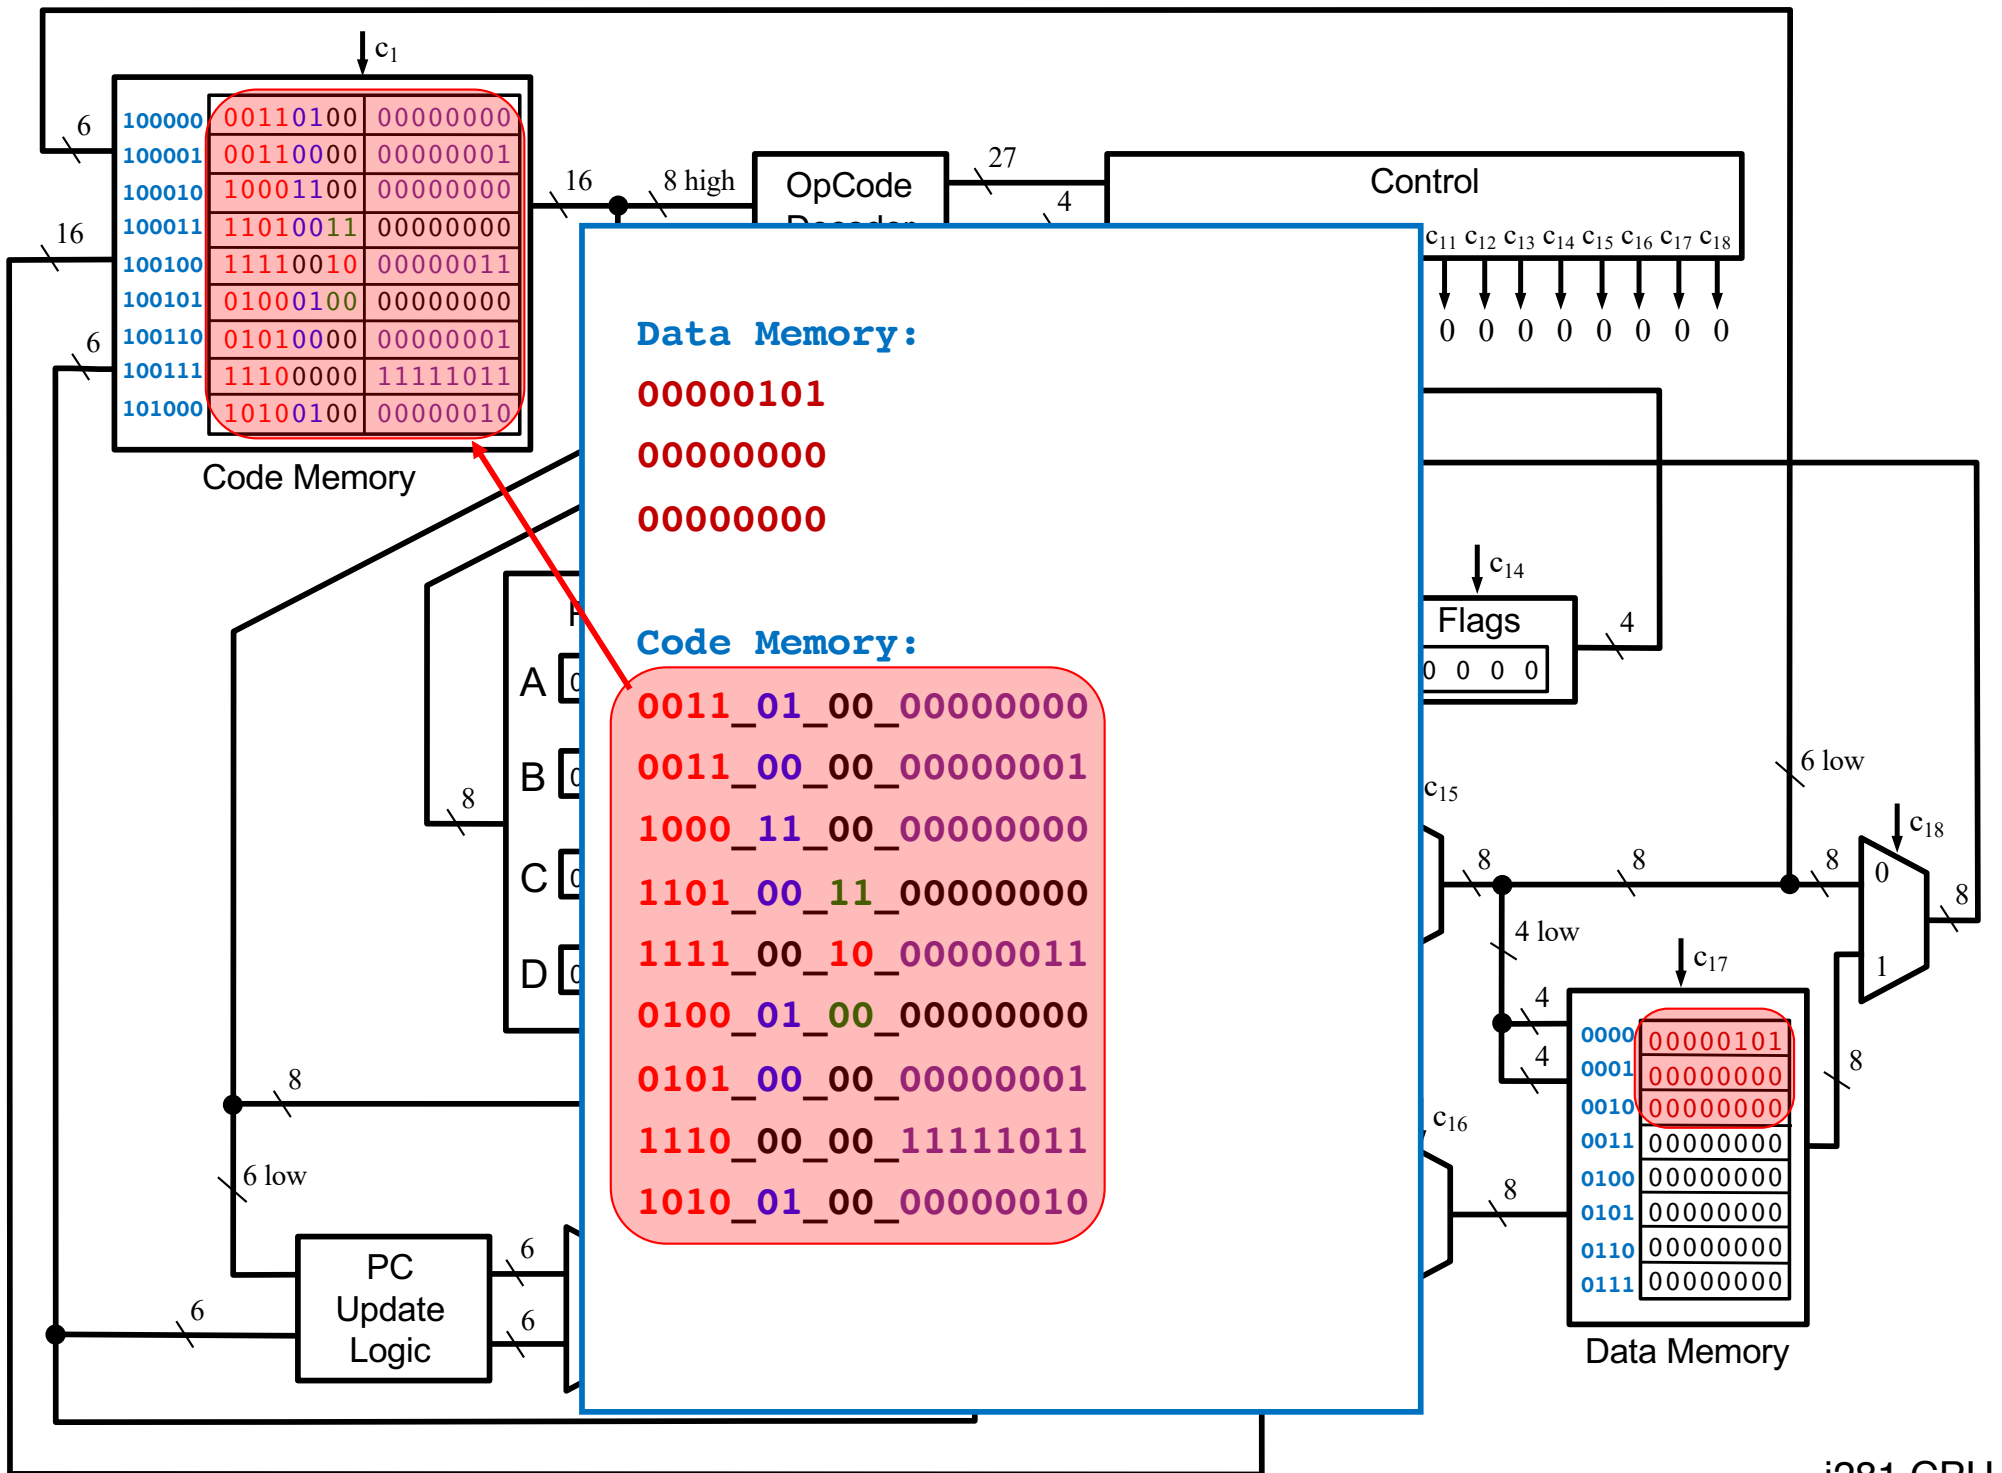 c1
100000 00110100 00000000
100001 00110000 00000001
100010 10001100 00000000
100011 11010011 00000000
100100 11110010 00000011
100101 01000100 00000000
100110 01010000 00000001
100111 11100000 11111011
101000 10100100 00000010
Code Memory
6
16
6
16
8 high
OpCode
27
4
Control
c11 c12 c13 c14 c15 c16 c17 c18
0 0 0 0 0 0 0 0
Data Memory:
00000101
00000000
00000000
Code Memory:
0011_01_00_00000000
0011_00_00_00000001
1000_11_00_00000000
1101_00_11_00000000
1111_00_10_00000011
0100_01_00_00000000
0101_00_00_00000001
1110_00_00_11111011
1010_01_00_00000010
A
B
C
D
8
8
6 low
6
PC
Update
Logic
6
6
c14
Flags
0 0 0 0
4
6 low
c15
c18
8
8
8
0
1
8
4 low
c17
4
4
0000 00000101
0001 00000000
0010 00000000
0011 00000000
0100 00000000
0101 00000000
0110 00000000
0111 00000000
8
c16
8
Data Memory
i281 CPU